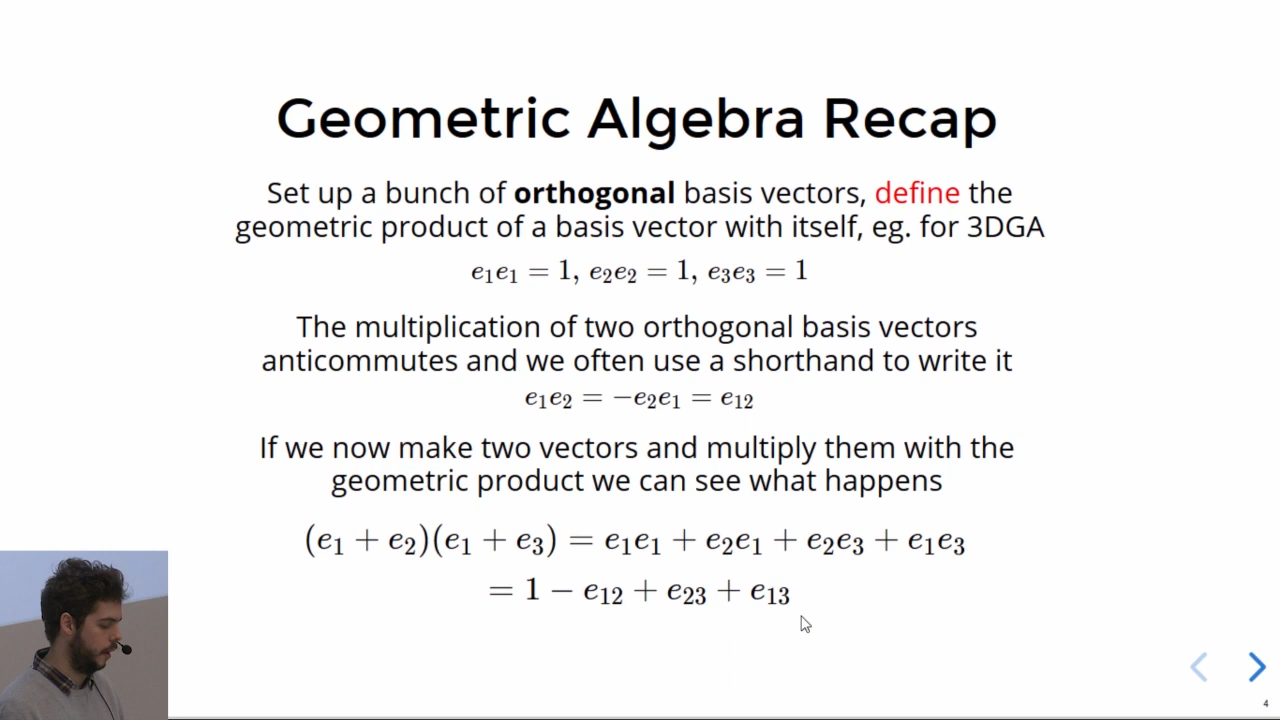 Geometric Algebra Recap
Set up a bunch of orthogonal basis vectors, define the
geometric product of a basis vector with itself, eg. for 3DGA
e₁e₁ = 1, e₂e₂ = 1, e₃e₃ = 1
The multiplication of two orthogonal basis vectors
anticommutes and we often use a shorthand to write it
e₁e₂ = −e₂e₁ = e₁₂
If we now make two vectors and multiply them with the
geometric product we can see what happens
(e₁ + e₂)(e₁ + e₃) = e₁e₁ + e₂e₁ + e₂e₃ + e₁e₃
= 1 − e₁₂ + e₂₃ + e₁₃
4